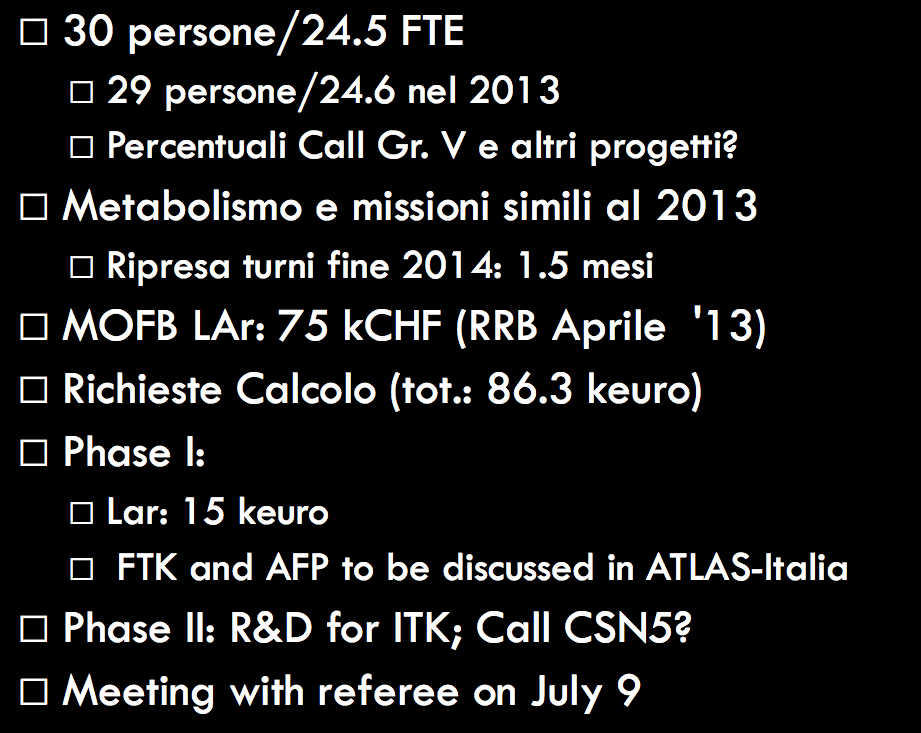 30 persone/24.5 FTE
29 persone/24.6 nel 2013
Percentuali Call Gr. V e altri progetti?
Metabolismo e missioni simili al 2013
Ripresa turni fine 2014: 1.5 mesi
MOFB LAr: 75 kCHF (RRB Aprile '13)
Richieste Calcolo (tot.: 86.3 keuro)
Phase I:
Lar: 15 keuro
FTK and AFP to be discussed in ATLAS-Italia
Phase II: R&D for ITK; Call CSN5?
Meeting with referee on July 9